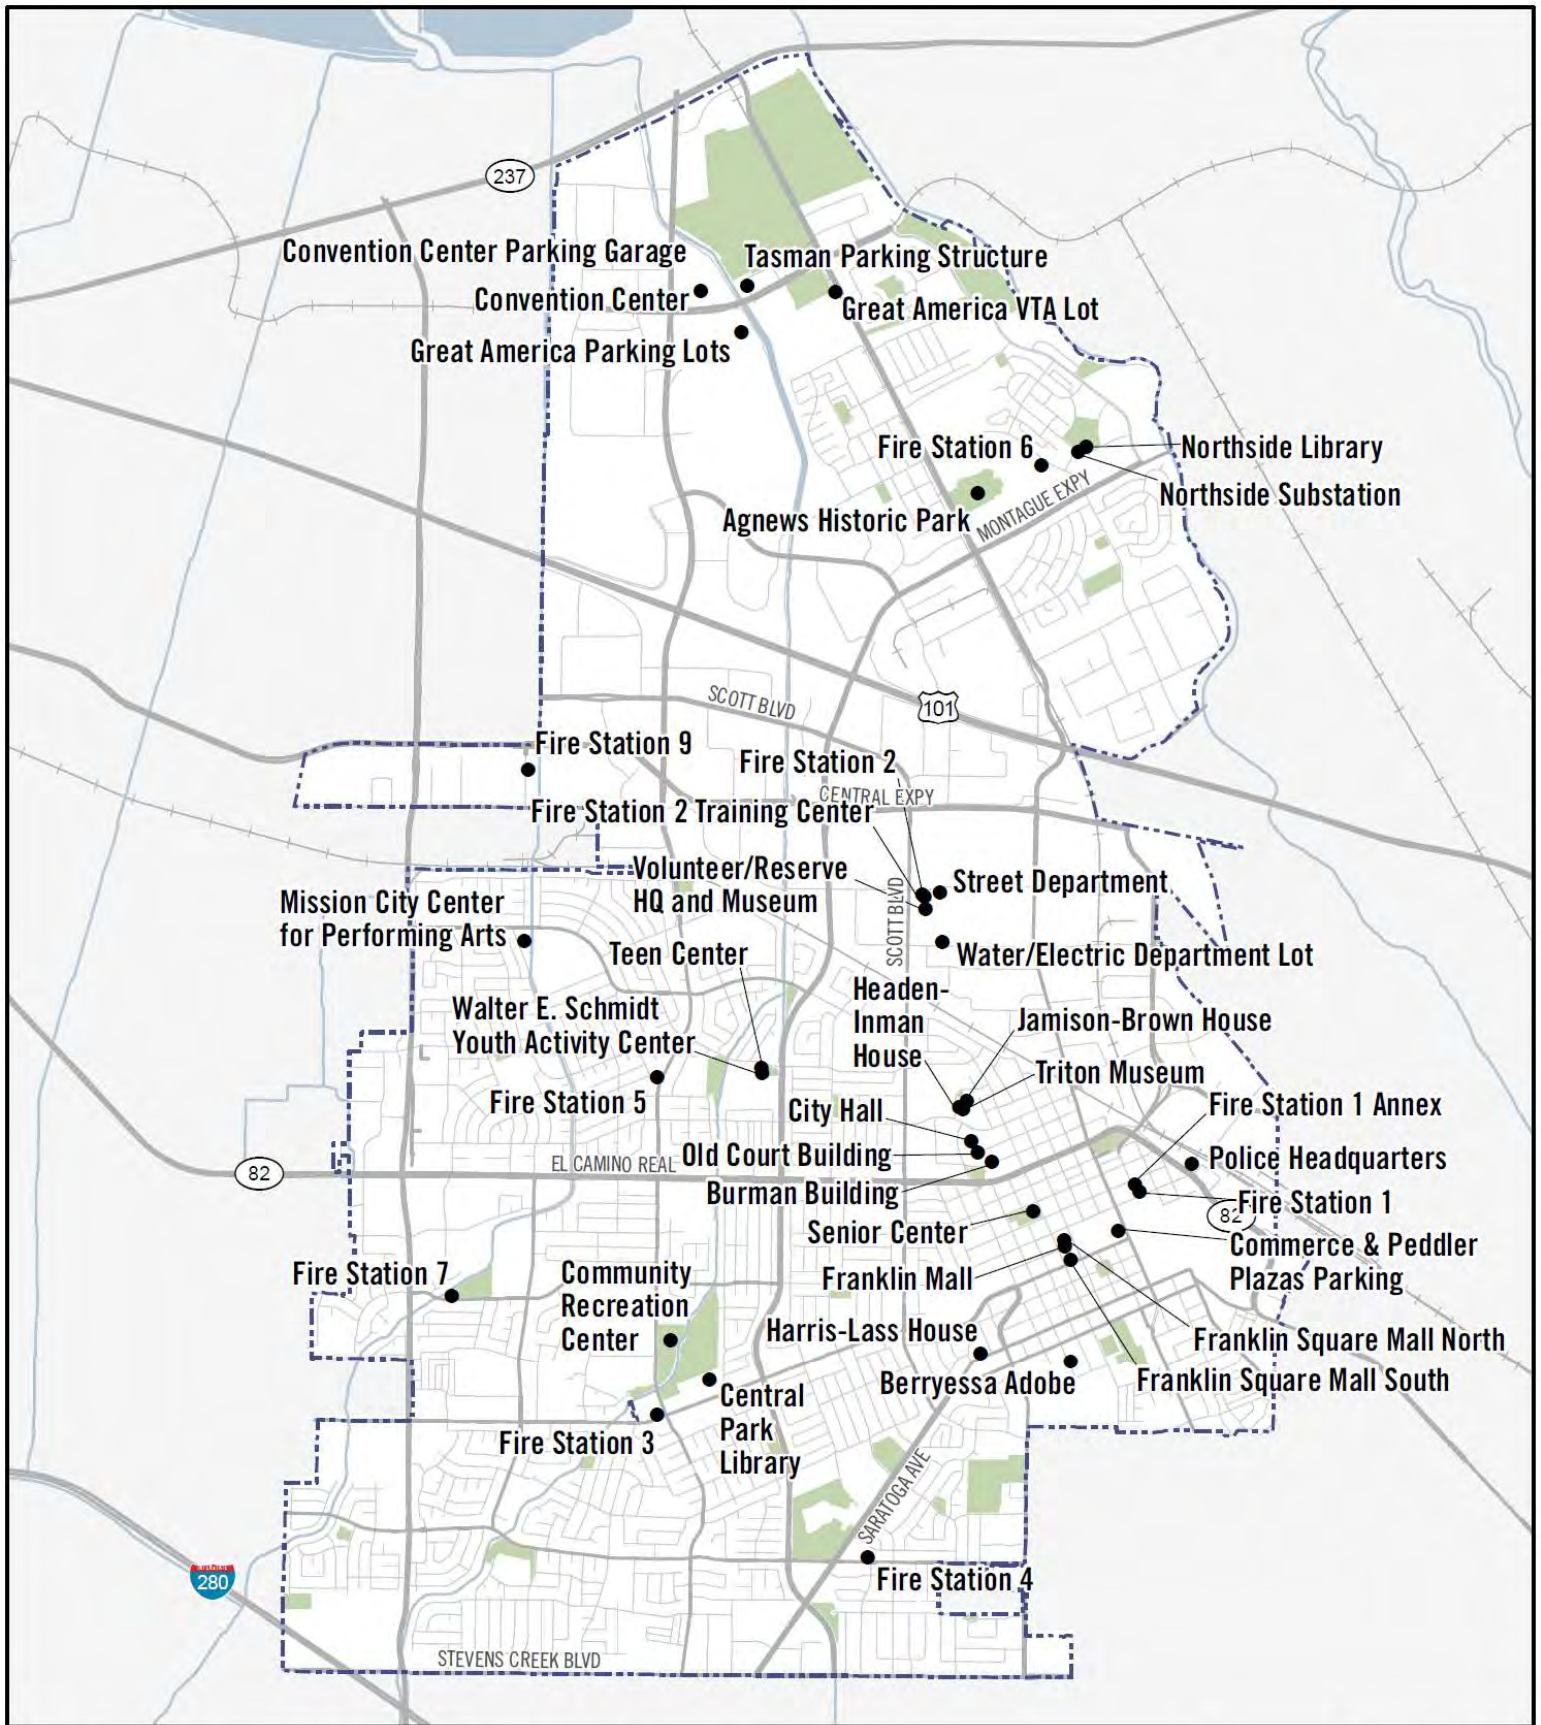 237
Convention Center Parking Garage
Tasman Parking Structure
Convention Center
Great America VTA Lot
Great America Parking Lots
Fire Station 6
Northside Library
Northside Substation
Agnews Historic Park
MONTAGUE EXPY
SCOTT BLVD
101
Fire Station 9
Fire Station 2
CENTRAL EXPY
Fire Station 2 Training Center
Volunteer/Reserve
HQ and Museum
SCOTT BLVD
Street Department
Mission City Center
for Performing Arts
Teen Center
Water/Electric Department Lot
Headen-
Inman
House
Walter E. Schmidt
Youth Activity Center
Jamison-Brown House
Triton Museum
Fire Station 5
City Hall
Fire Station 1 Annex
Old Court Building
EL CAMINO REAL
82
Police Headquarters
Burman Building
Fire Station 1
82
Senior Center
Commerce & Peddler
Plazas Parking
Fire Station 7
Community
Recreation
Center
Franklin Mall
Harris-Lass House
Franklin Square Mall North
Berryessa Adobe
Franklin Square Mall South
Central
Park
Library
Fire Station 3
SARATOGA AVE
Fire Station 4
280
STEVENS CREEK BLVD